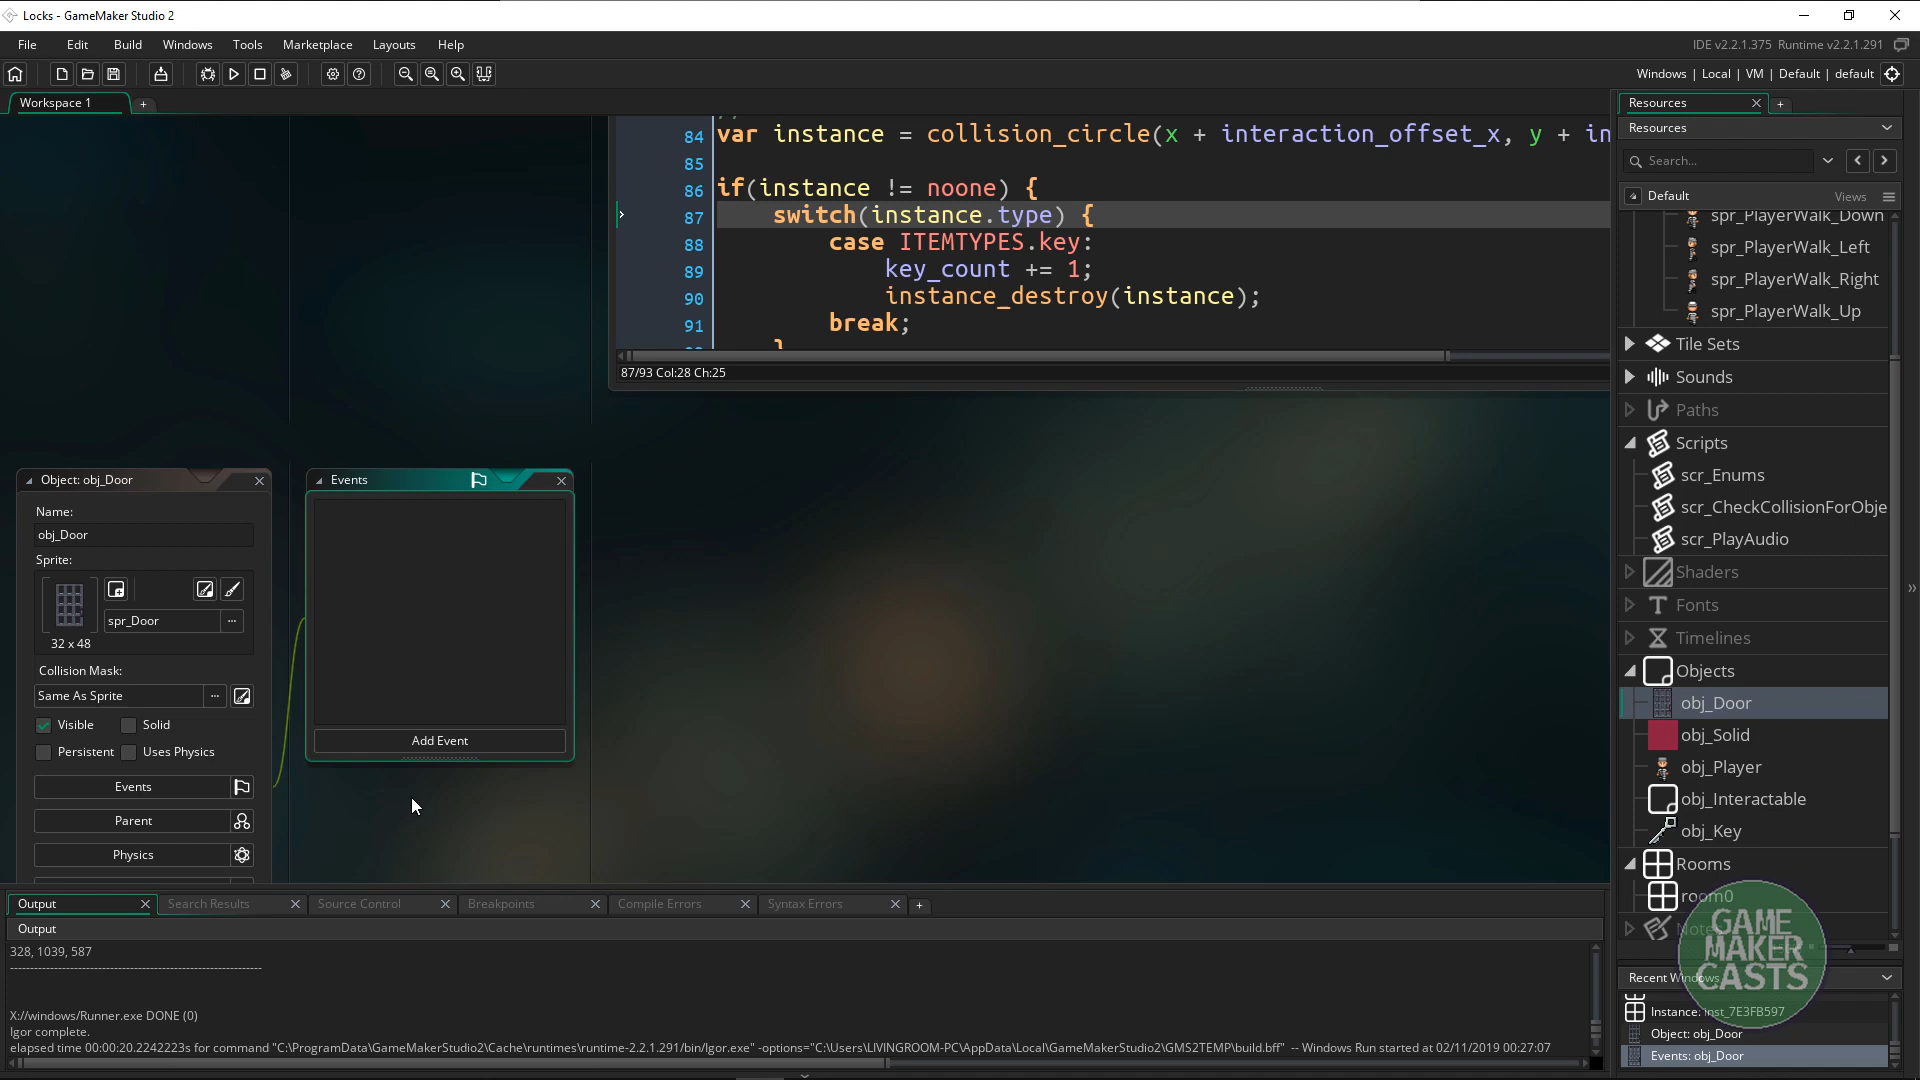 Locks - GameMaker Studio 2
File Edit Build Windows Tools Marketplace Layouts Help
IDE v2.2.1.375 Runtime v2.2.1.291
Windows | Local | VM | Default | default
Workspace 1
84 var instance = collision_circle(x + interaction_offset_x, y + in
85
86 if(instance != noone) {
87 switch(instance.type) {
88 case ITEMTYPES.key:
89 key_count += 1;
90 instance_destroy(instance);
91 break;
}
87/93 Col:28 Ch:25
Object: obj_Door
Name:
obj_Door
Sprite:
spr_Door
32 x 48
Collision Mask:
Same As Sprite
Visible Solid
Persistent Uses Physics
Events
Parent
Physics
Events
Add Event
Resources
Resources
Search...
Default Views
spr_PlayerWalk_Down
spr_PlayerWalk_Left
spr_PlayerWalk_Right
spr_PlayerWalk_Up
Tile Sets
Sounds
Paths
Scripts
scr_Enums
scr_CheckCollisionForObje
scr_PlayAudio
Shaders
Fonts
Timelines
Objects
obj_Door
obj_Solid
obj_Player
obj_Interactable
obj_Key
Rooms
room0
Notes
GAME
MAKER
CASTS
Recent Windows
Instance: inst_7E3FB597
Object: obj_Door
Events: obj_Door
Output Search Results Source Control Breakpoints Compile Errors Syntax Errors
Output
328, 1039, 587
X://windows/Runner.exe DONE (0)
Igor complete.
elapsed time 00:00:20.2242223s for command "C:\ProgramData\GameMakerStudio2\Cache\runtimes\runtime-2.2.1.291/bin/Igor.exe" -options="C:\Users\LIVINGROOM-PC\AppData\Local\GameMakerStudio2\GMS2TEMP\build.bff" -- Windows Run started at 02/11/2019 00:27:07